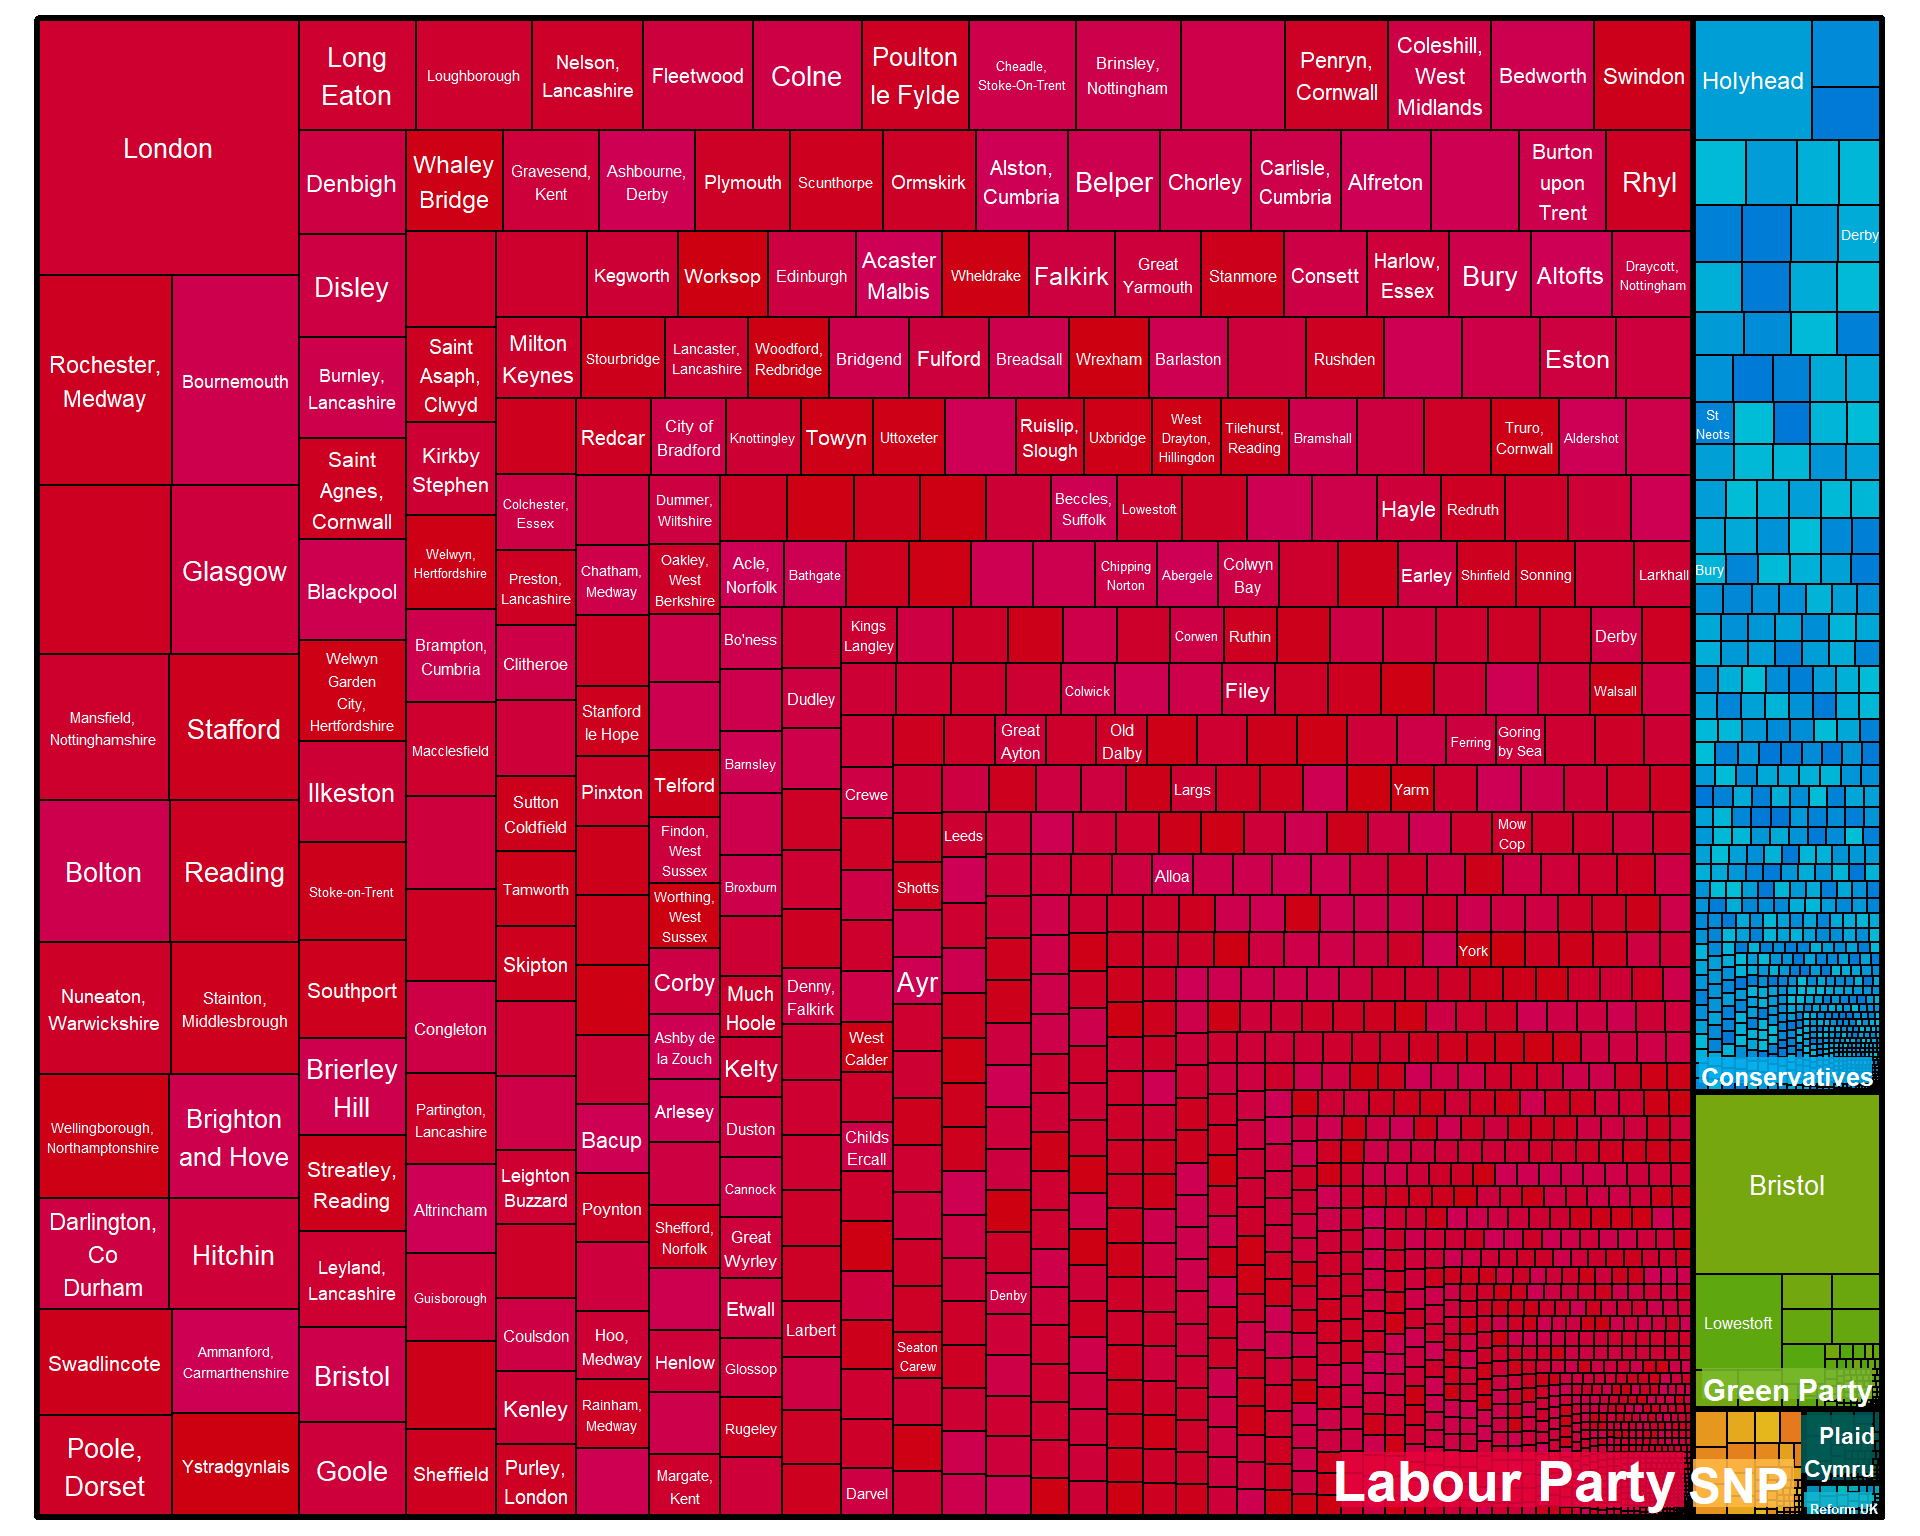 London
Long
Eaton
Loughborough
Nelson,
Lancashire
Fleetwood
Colne
Poulton
le Fylde
Cheadle,
Stoke-On-Trent
Brinsley,
Nottingham
Penryn,
Cornwall
Coleshill,
West
Midlands
Bedworth
Swindon
Holyhead
Denbigh
Whaley
Bridge
Gravesend,
Kent
Ashbourne,
Derby
Plymouth
Scunthorpe
Ormskirk
Alston,
Cumbria
Belper
Chorley
Carlisle,
Cumbria
Alfreton
Burton
upon
Trent
Rhyl
Disley
Kegworth
Worksop
Edinburgh
Acaster
Malbis
Wheldrake
Falkirk
Great
Yarmouth
Stanmore
Consett
Harlow,
Essex
Bury
Altofts
Draycott,
Nottingham
Derby
Rochester,
Medway
Bournemouth
Burnley,
Lancashire
Saint
Asaph,
Clwyd
Milton
Keynes
Stourbridge
Lancaster,
Lancashire
Woodford,
Redbridge
Bridgend
Fulford
Breadsall
Wrexham
Barlaston
Rushden
Eston
Saint
Agnes,
Cornwall
Kirkby
Stephen
Redcar
City of
Bradford
Knottingley
Towyn
Uttoxeter
Ruislip,
Slough
Uxbridge
West
Drayton,
Hillingdon
Tilehurst,
Reading
Bramshall
Truro,
Cornwall
Aldershot
St
Neots
Colchester,
Essex
Dummer,
Wiltshire
Beccles,
Suffolk
Lowestoft
Hayle
Redruth
Glasgow
Blackpool
Welwyn,
Hertfordshire
Preston,
Lancashire
Chatham,
Medway
Oakley,
West
Berkshire
Acle,
Norfolk
Bathgate
Chipping
Norton
Abergele
Colwyn
Bay
Earley
Shinfield
Sonning
Larkhall
Bury
Welwyn
Garden
City,
Hertfordshire
Brampton,
Cumbria
Clitheroe
Bo'ness
Kings
Langley
Corwen
Ruthin
Derby
Mansfield,
Nottinghamshire
Stafford
Macclesfield
Stanford
le Hope
Dudley
Colwick
Filey
Walsall
Great
Ayton
Old
Dalby
Ferring
Goring
by Sea
Ilkeston
Sutton
Coldfield
Pinxton
Telford
Barnsley
Crewe
Largs
Yarm
Bolton
Reading
Stoke-on-Trent
Tamworth
Findon,
West
Sussex
Worthing,
West
Sussex
Broxburn
Shotts
Leeds
Alloa
Mow
Cop
Nuneaton,
Warwickshire
Stainton,
Middlesbrough
Southport
Congleton
Skipton
Corby
Ashby de
la Zouch
Much
Hoole
Denny,
Falkirk
West
Calder
Ayr
York
Wellingborough,
Northamptonshire
Brighton
and Hove
Brierley
Hill
Partington,
Lancashire
Bacup
Arlesey
Kelty
Duston
Childs
Ercall
Conservatives
Darlington,
Co
Durham
Hitchin
Streatley,
Reading
Altrincham
Leighton
Buzzard
Poynton
Shefford,
Norfolk
Cannock
Great
Wyrley
Bristol
Swadlincote
Ammanford,
Carmarthenshire
Leyland,
Lancashire
Guisborough
Coulsdon
Hoo,
Medway
Henlow
Etwall
Glossop
Larbert
Seaton
Carew
Denby
Lowestoft
Green Party
Poole,
Dorset
Ystradgynlais
Bristol
Goole
Sheffield
Kenley
Purley,
London
Rainham,
Medway
Margate,
Kent
Rugeley
Darvel
Labour Party
SNP
Plaid
Cymru
Reform UK